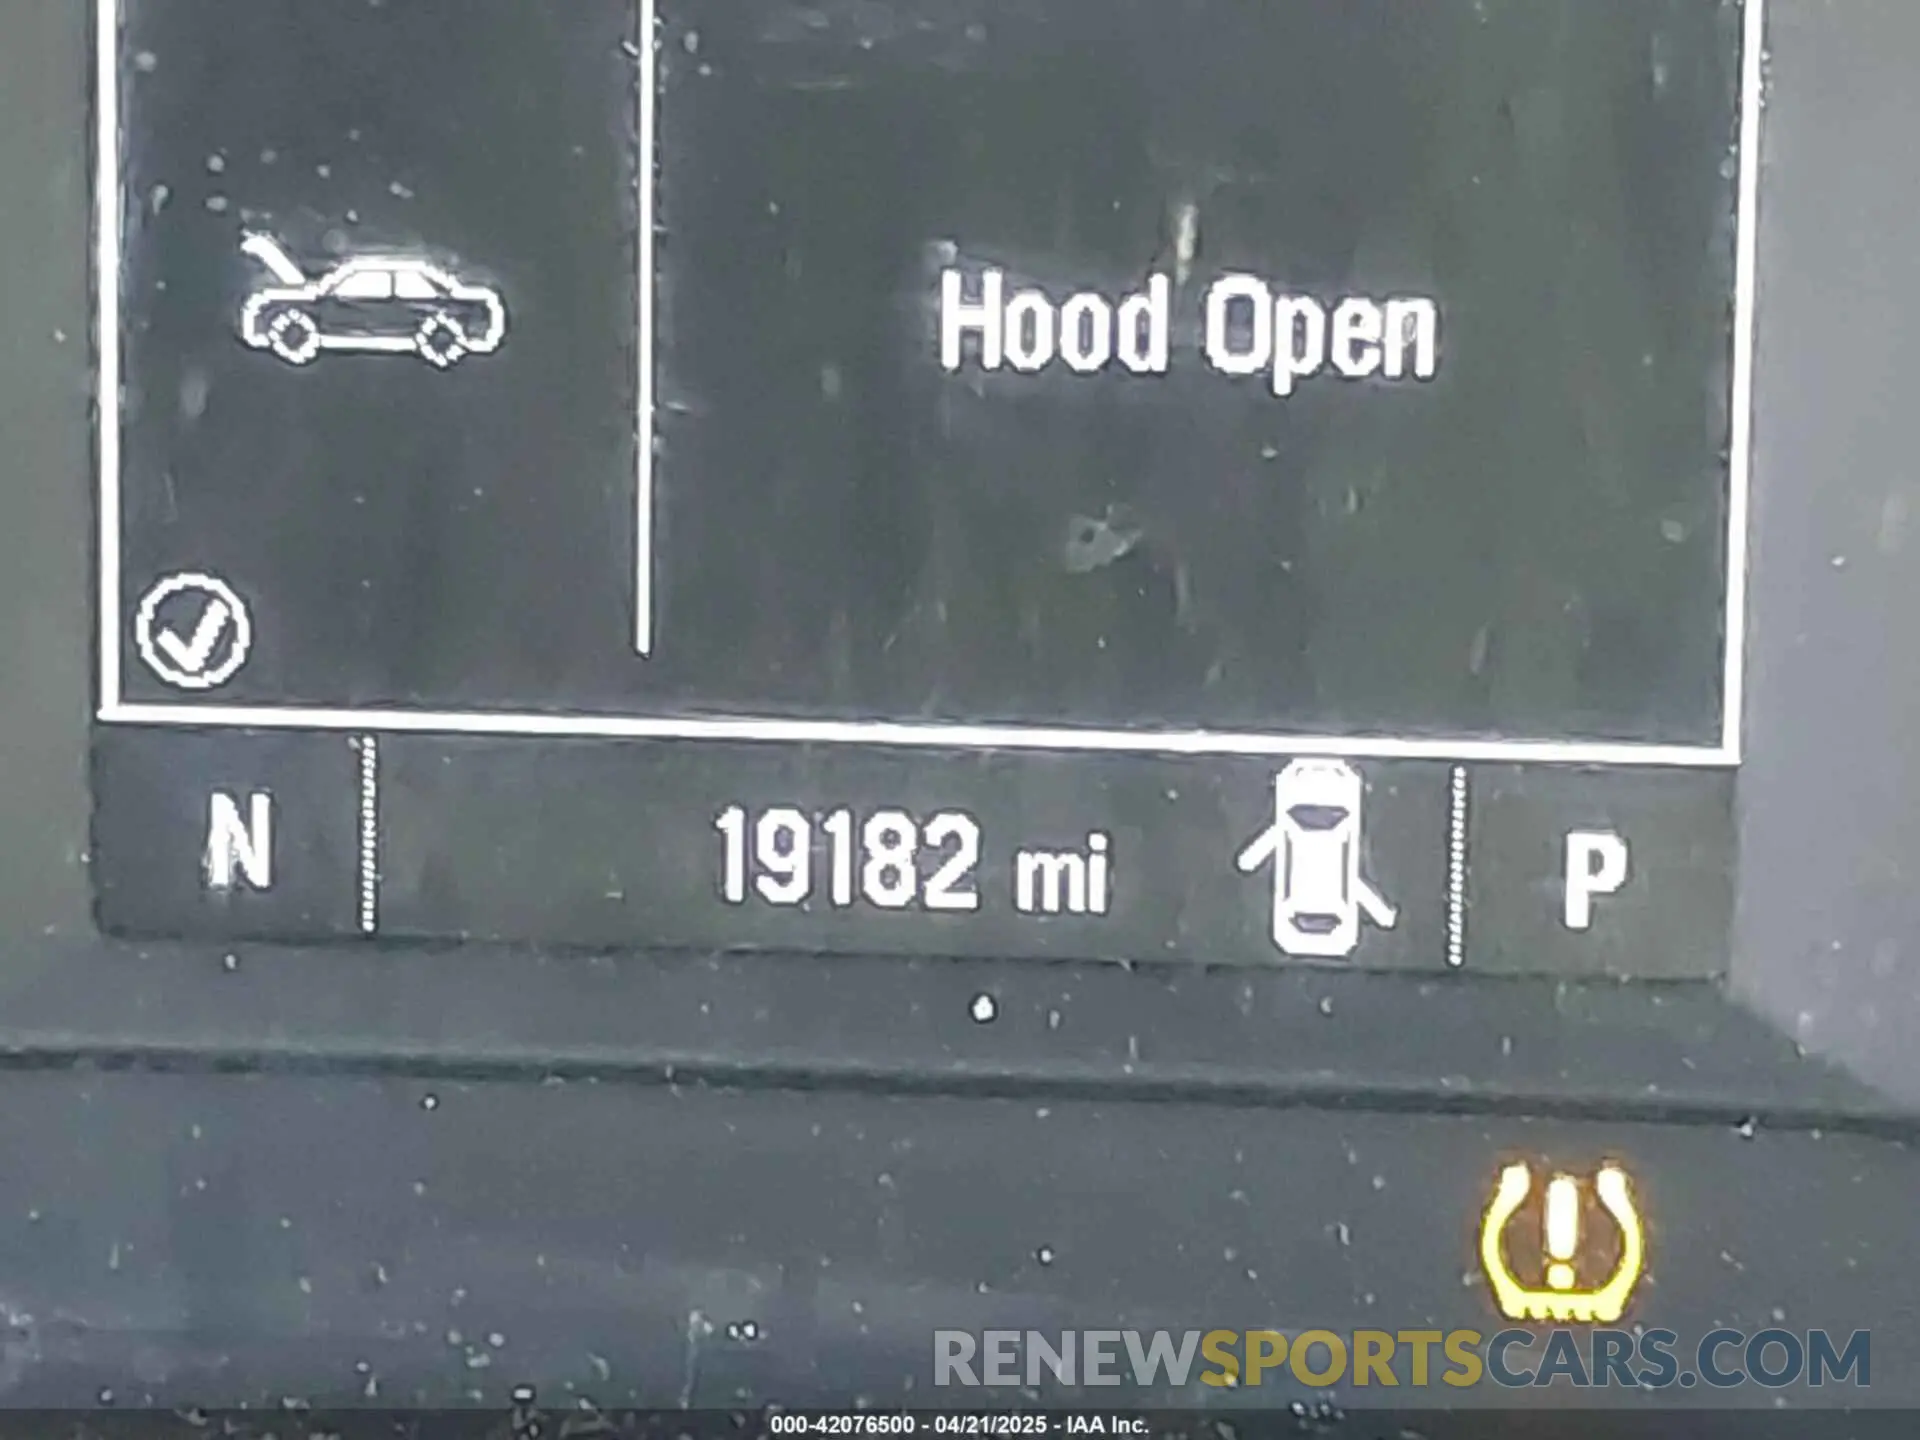 Hood Open
N 19182 mi P
RENEWSPORTSCARS.COM
000-42076500 - 04/21/2025 - IAA Inc.